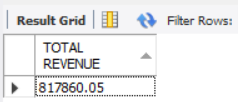 Result Grid Filter Rows:
TOTAL
REVENUE
817860.05